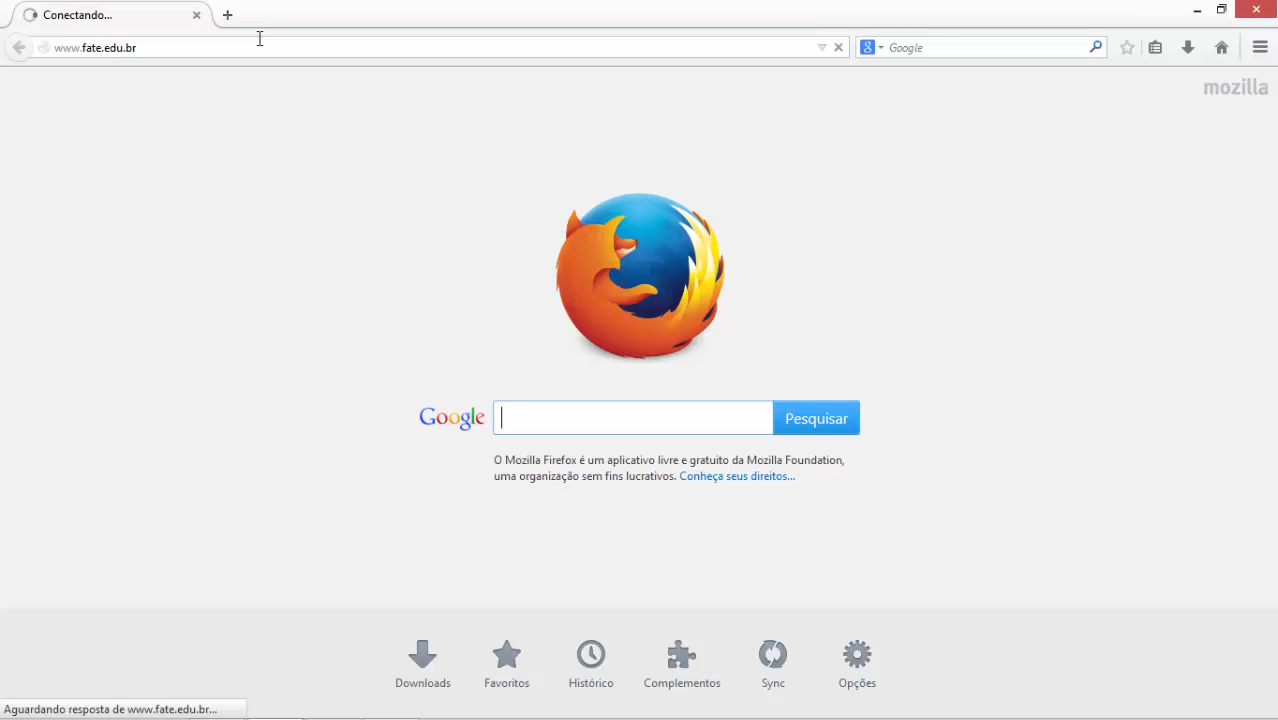 Conectando...
www.fate.edu.br
Google
mozilla
Google
Pesquisar
O Mozilla Firefox é um aplicativo livre e gratuito da Mozilla Foundation,
uma organização sem fins lucrativos. Conheça seus direitos...
Downloads
Favoritos
Histórico
Complementos
Sync
Opções
Aguardando resposta de www.fate.edu.br...